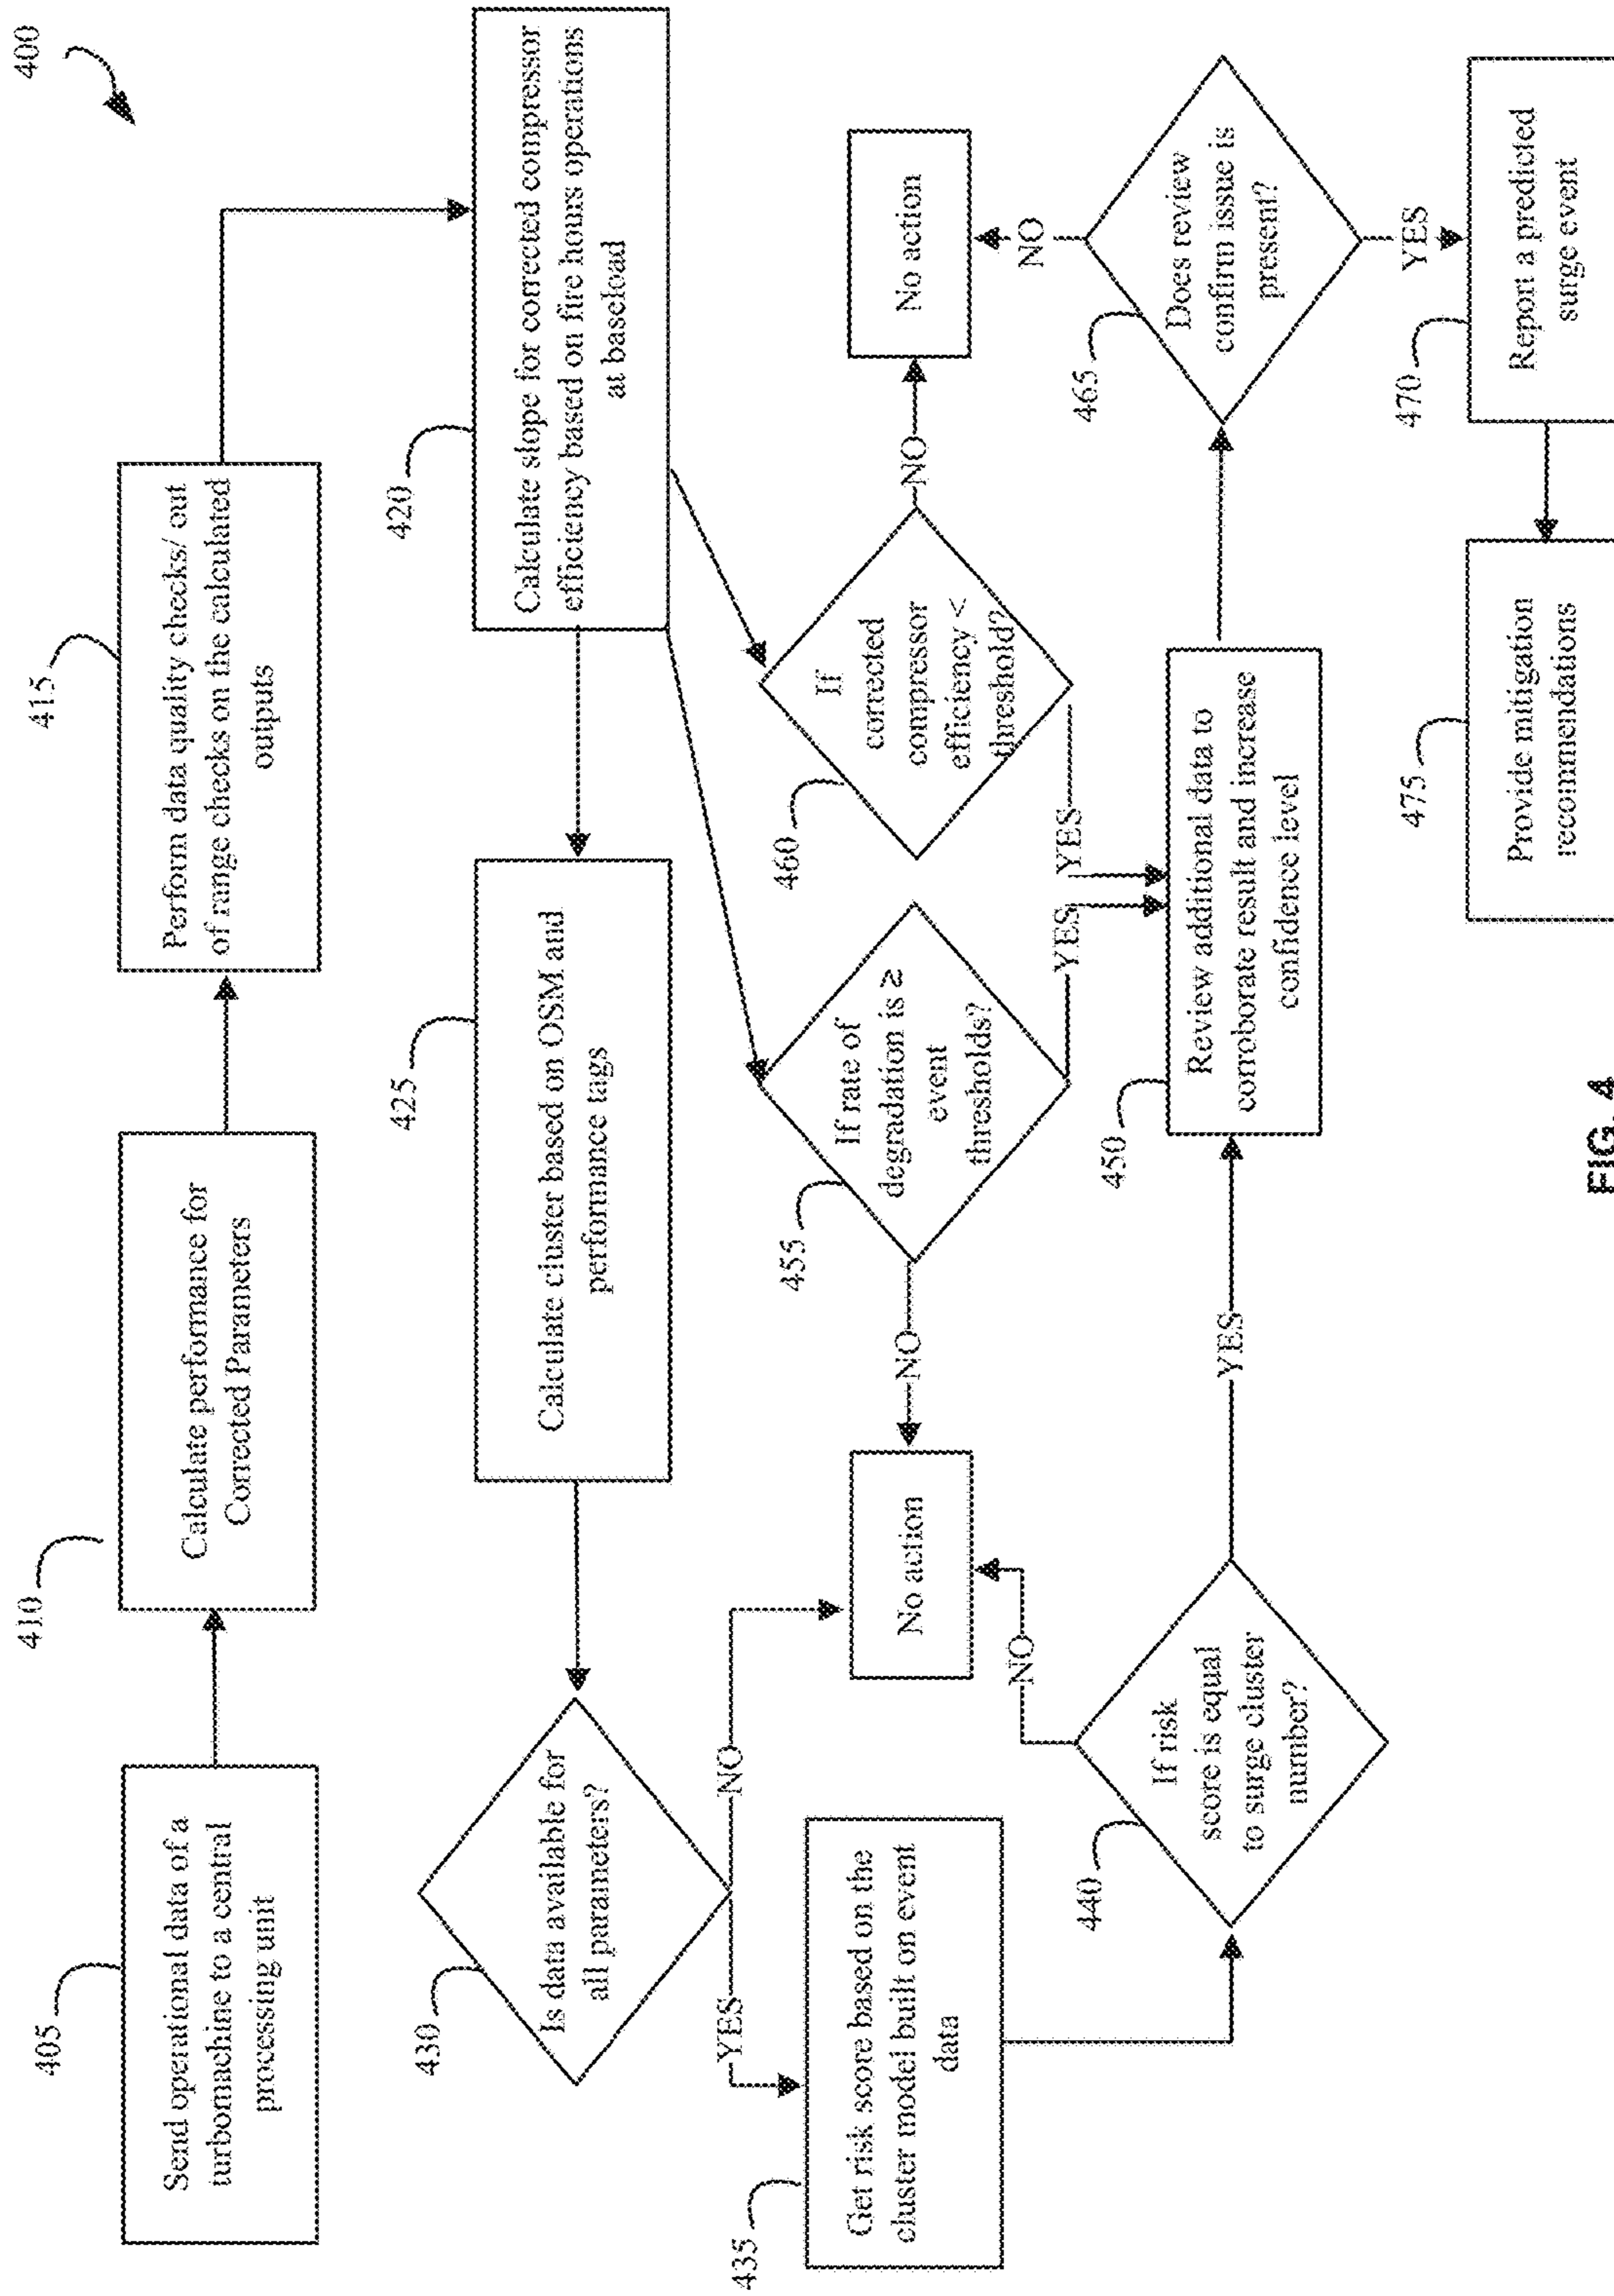 400
405
Send operational data of a
turbomachine to a central
processing unit
410
Calculate performance for
Corrected Parameters
415
Perform data quality checks/ out
of range checks on the calculated
outputs
420
Calculate slope for corrected compressor
efficiency based on fire hours operations
at baseload
425
Calculate cluster based on OSM and
performance tags
430
Is data available for
all parameters?
YES
NO
435
Get risk score based on the
cluster model built on event
data
440
If risk
score is equal
to surge cluster
number?
NO
YES
No action
455
If rate of
degradation is ≥
event
thresholds?
NO
YES
460
If
corrected
compressor
efficiency <
threshold?
NO
YES
No action
450
Review additional data to
corroborate result and increase
confidence level
465
Does review
confirm issue is
present?
NO
YES
470
Report a predicted
surge event
475
Provide mitigation
recommendations
FIG. 4